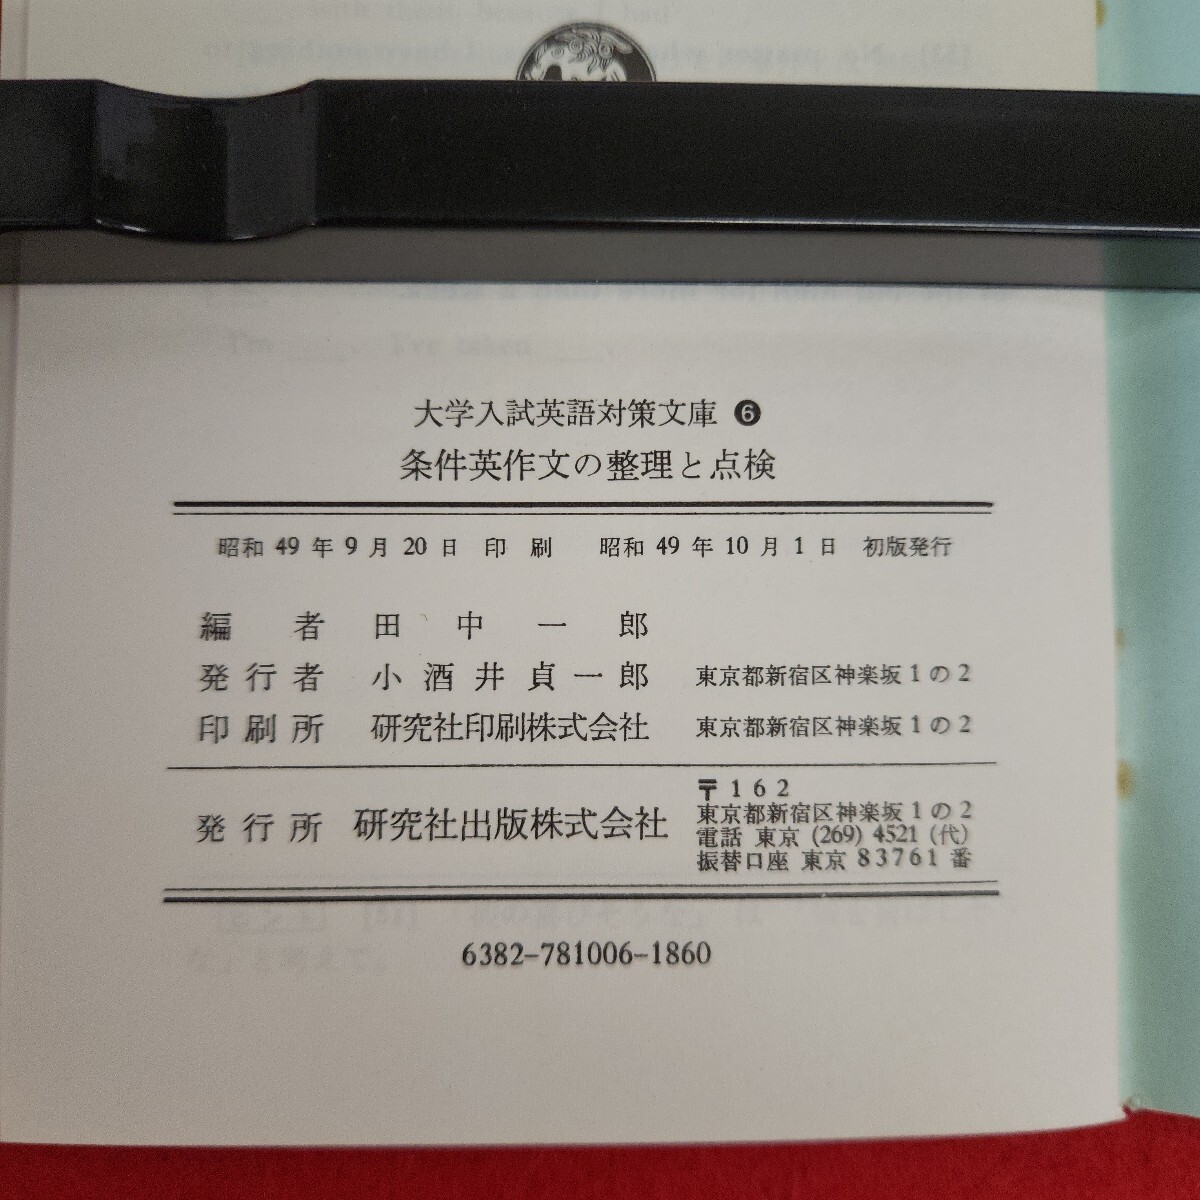 大学入試英語対策文庫 ❻
条件英作文の整理と点検
昭和 49 年 9 月 20 日 印 刷 昭和 49 年 10 月 1 日 初版発行
編 者 田 中 一 郎
発 行 者 小 酒 井 貞 一 郎 東京都新宿区神楽坂 1 の 2
印 刷 所 研究社印刷株式会社 東京都新宿区神楽坂 1 の 2
発 行 所 研究社出版株式会社
〒 1 6 2
東京都新宿区神楽坂 1 の 2
電話 東京 (269) 4521 (代)
振替口座 東京 83761 番
6382-781006-1860